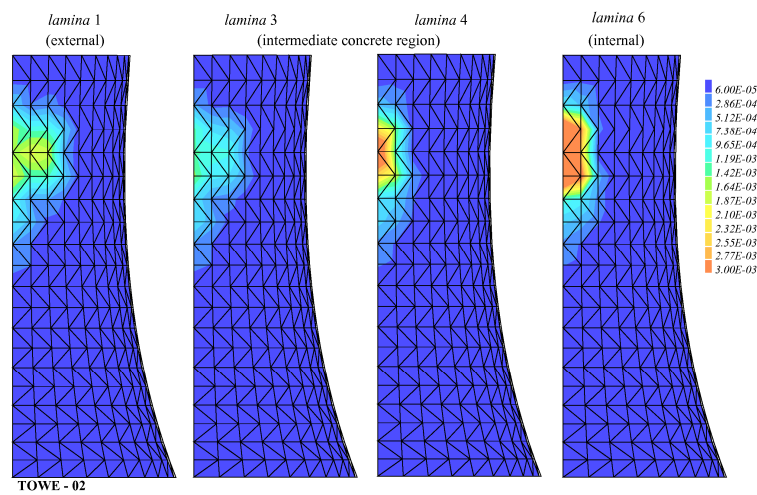 lamina 1
(external)
lamina 3
lamina 4
(intermediate concrete region)
lamina 6
(internal)
6.00E-05
2.86E-04
5.12E-04
7.38E-04
9.65E-04
1.19E-03
1.42E-03
1.64E-03
1.87E-03
2.10E-03
2.32E-03
2.55E-03
2.77E-03
3.00E-03
TOWE - 02